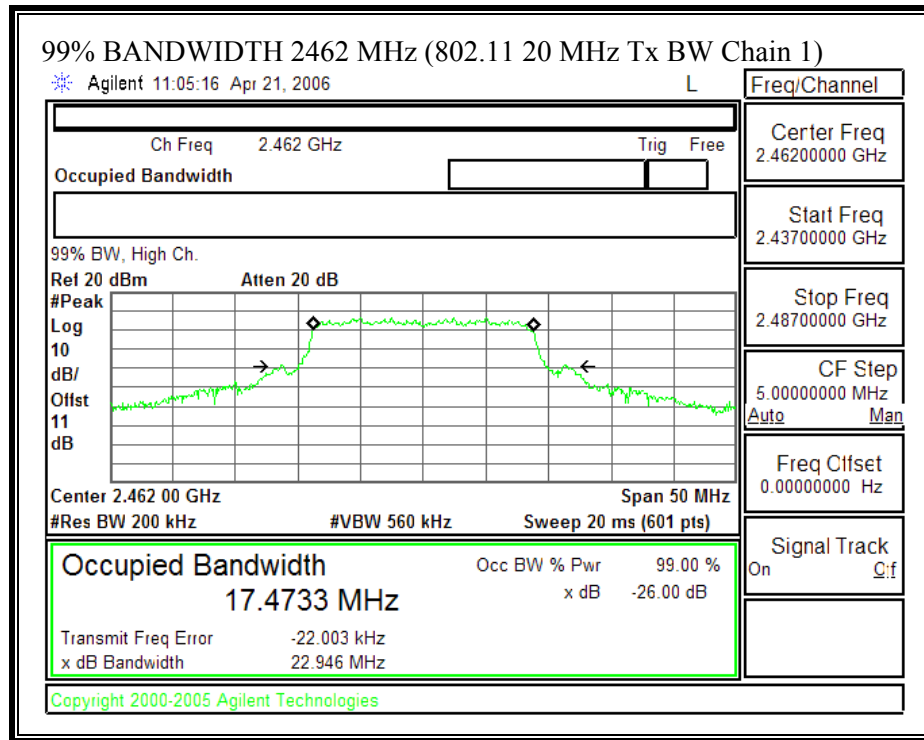 99% BANDWIDTH 2462 MHz (802.11 20 MHz Tx BW Chain 1)
Agilent 11:05:16 Apr 21, 2006 L
Freq/Channel
Ch Freq 2.462 GHz Trig Free
Occupied Bandwidth
99% BW, High Ch.
Ref 20 dBm Atten 20 dB
#Peak
Log
10
dB/
Offst
11
dB
Center 2.462 00 GHz Span 50 MHz
#Res BW 200 kHz #VBW 560 kHz Sweep 20 ms (601 pts)
Occupied Bandwidth Occ BW % Pwr 99.00 %
17.4733 MHz x dB -26.00 dB
Transmit Freq Error -22.003 kHz
x dB Bandwidth 22.946 MHz
Copyright 2000-2005 Agilent Technologies
Center Freq
2.46200000 GHz
Start Freq
2.43700000 GHz
Stop Freq
2.48700000 GHz
CF Step
5.00000000 MHz
Auto Man
Freq Offset
0.00000000 Hz
Signal Track
On Off